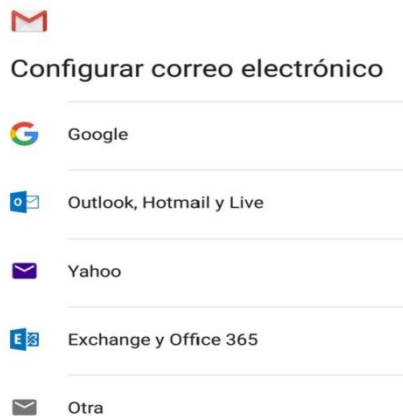 Configurar correo electrónico
Google
Outlook, Hotmail y Live
Yahoo
Exchange y Office 365
Otra